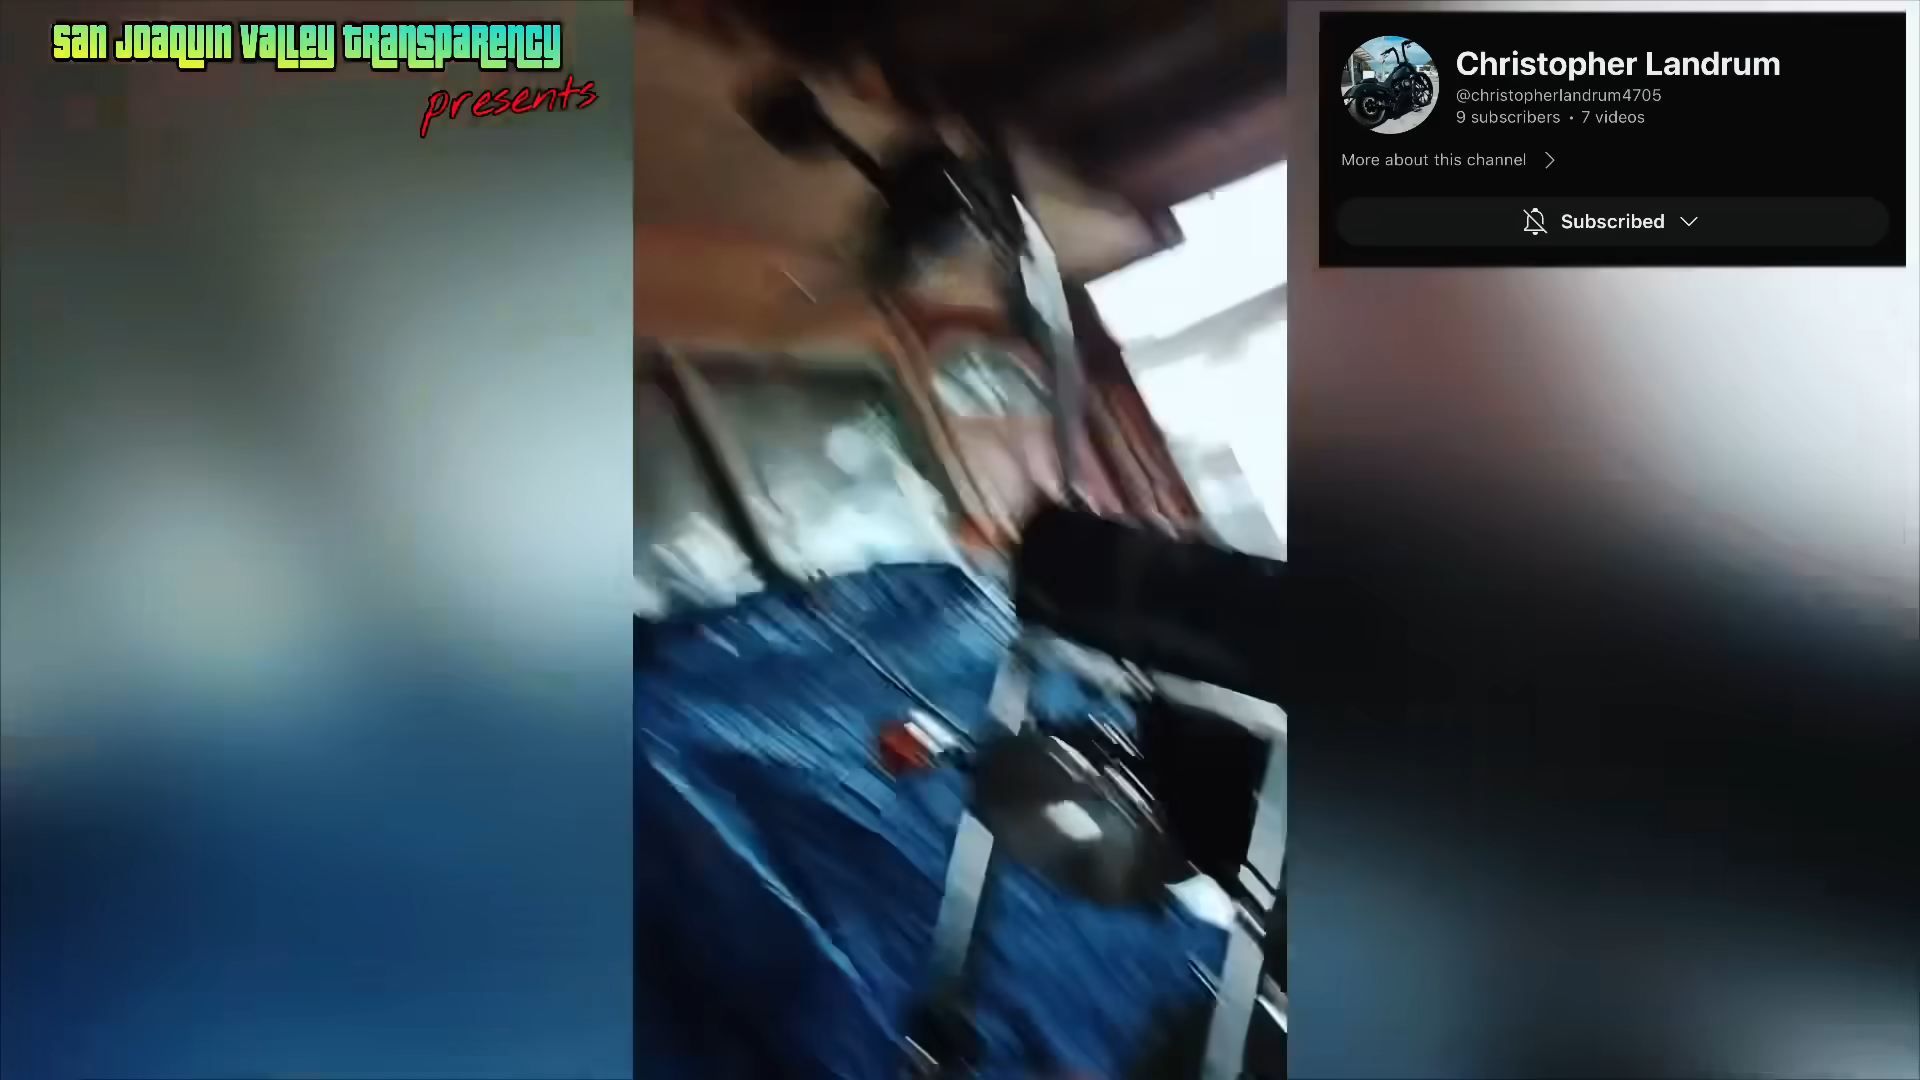 San Joaquin Valley Transparency
presents
Christopher Landrum
@christopherlandrum4705
9 subscribers • 7 videos
More about this channel
Subscribed